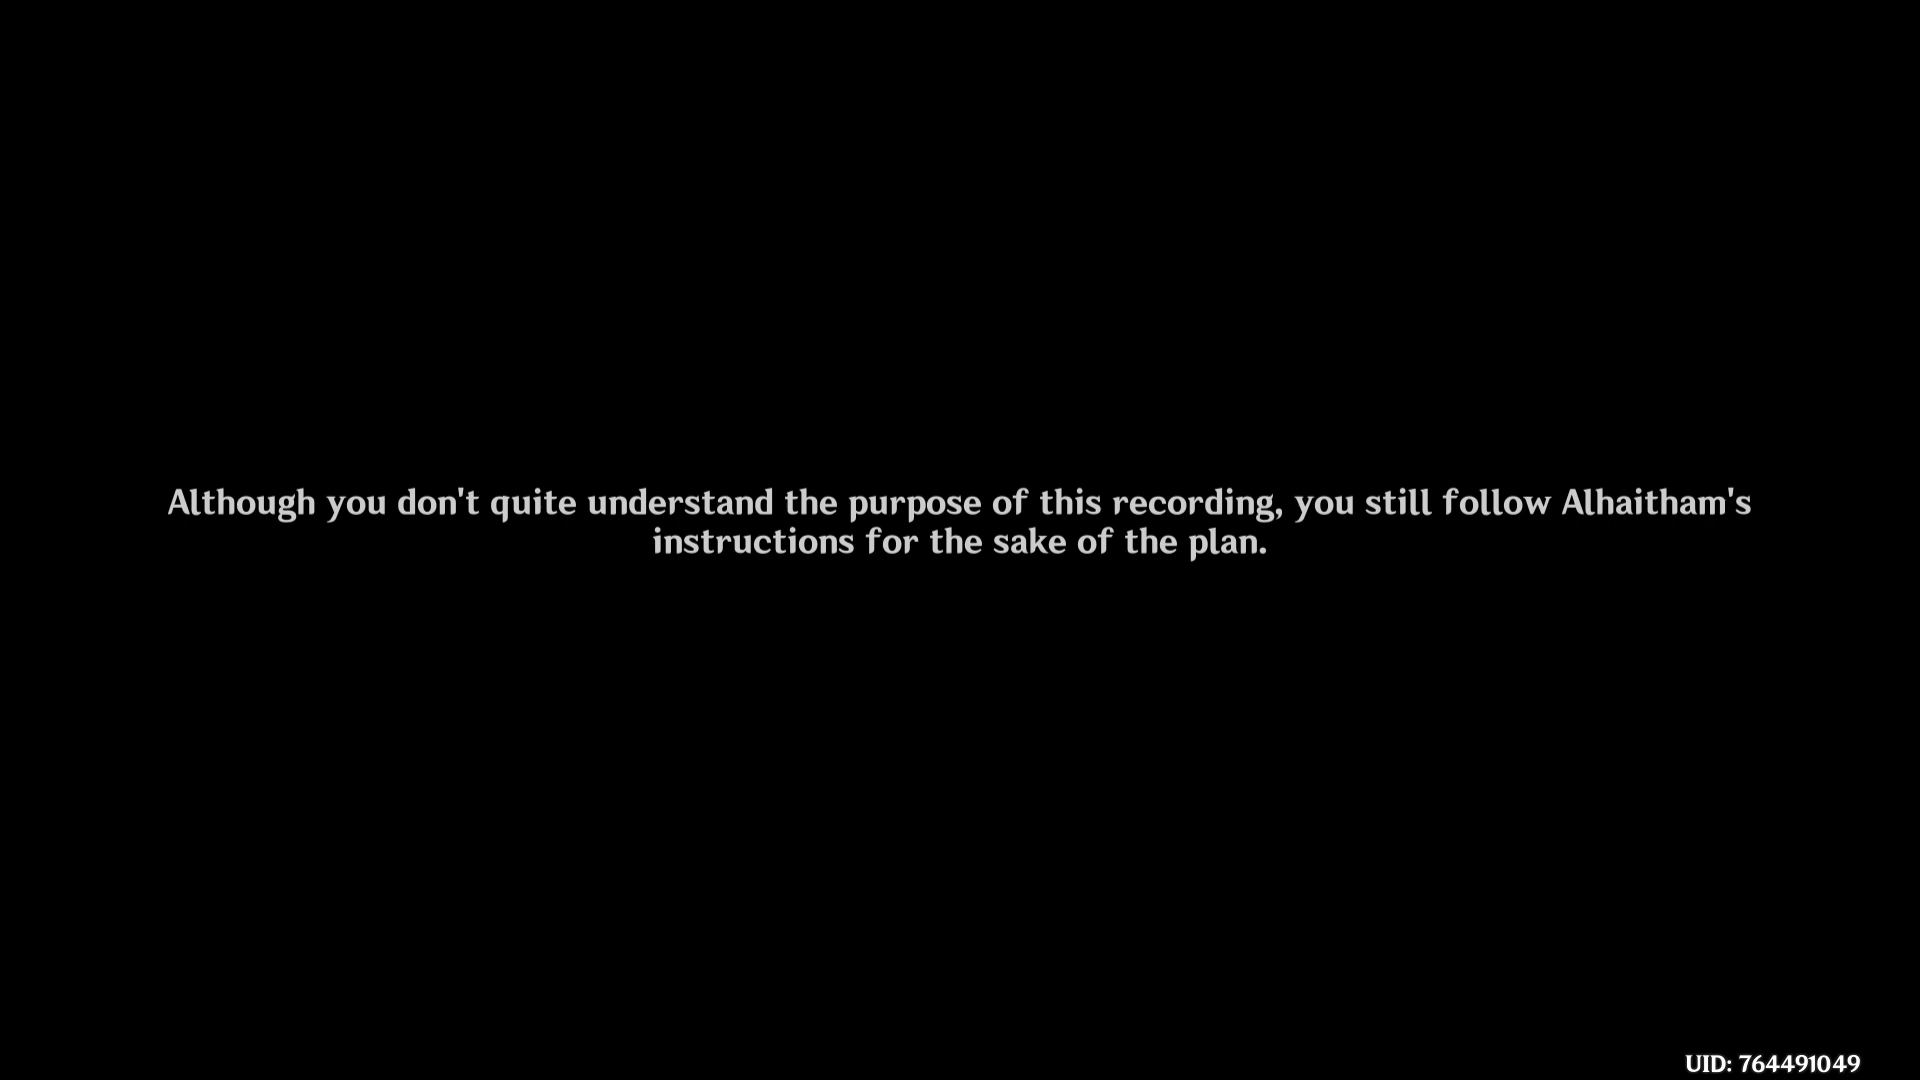 Although you don't quite understand the purpose of this recording, you still follow Alhaitham's
instructions for the sake of the plan.
UID: 764491049